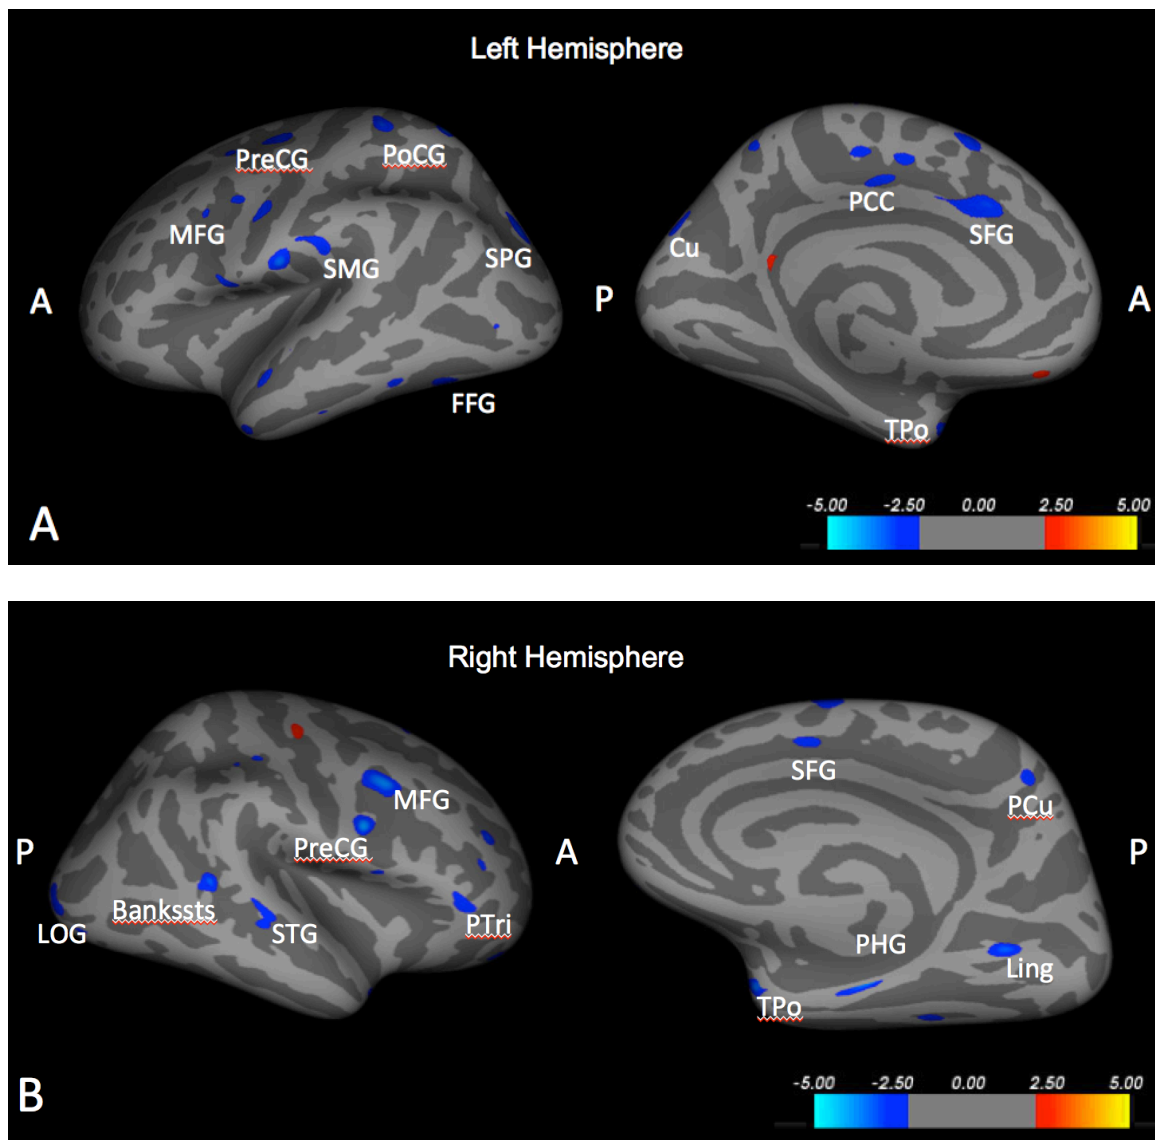 Left Hemisphere
PreCG PoCG
PCC
MFG SPG SFG
SMG Cu
A P A
FFG
TPo
-5.00 -2.50 0.00 2.50 5.00
A
Right Hemisphere
SFG
MFG PCu
PreCG
P A P
Bankssts
LOG STG PTri PHG
Ling
TPo
-5.00 -2.50 0.00 2.50 5.00
B